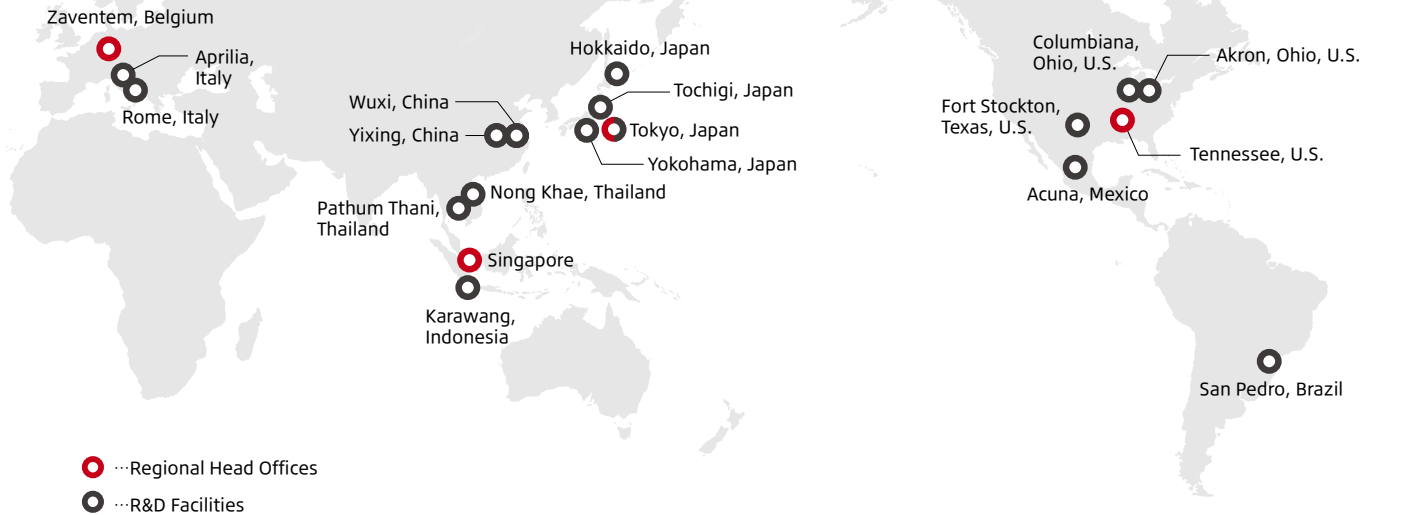 Zaventem, Belgium
Aprilia,
Italy
Rome, Italy
Wuxi, China
Yixing, China
Hokkaido, Japan
Tochigi, Japan
Tokyo, Japan
Yokohama, Japan
Nong Khae, Thailand
Pathum Thani,
Thailand
Singapore
Karawang,
Indonesia
Columbiana,
Ohio, U.S.
Akron, Ohio, U.S.
Fort Stockton,
Texas, U.S.
Tennessee, U.S.
Acuna, Mexico
San Pedro, Brazil
…Regional Head Offices
…R&D Facilities